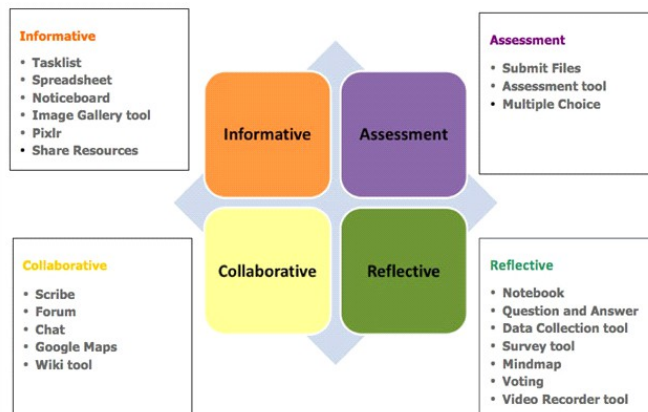 Informative
• Tasklist
• Spreadsheet
• Noticeboard
• Image Gallery tool
• Pixlr
• Share Resources
Assessment
• Submit Files
• Assessment tool
• Multiple Choice
Informative
Assessment
Collaborative
Reflective
Collaborative
• Scribe
• Forum
• Chat
• Google Maps
• Wiki tool
Reflective
• Notebook
• Question and Answer
• Data Collection tool
• Survey tool
• Mindmap
• Voting
• Video Recorder tool